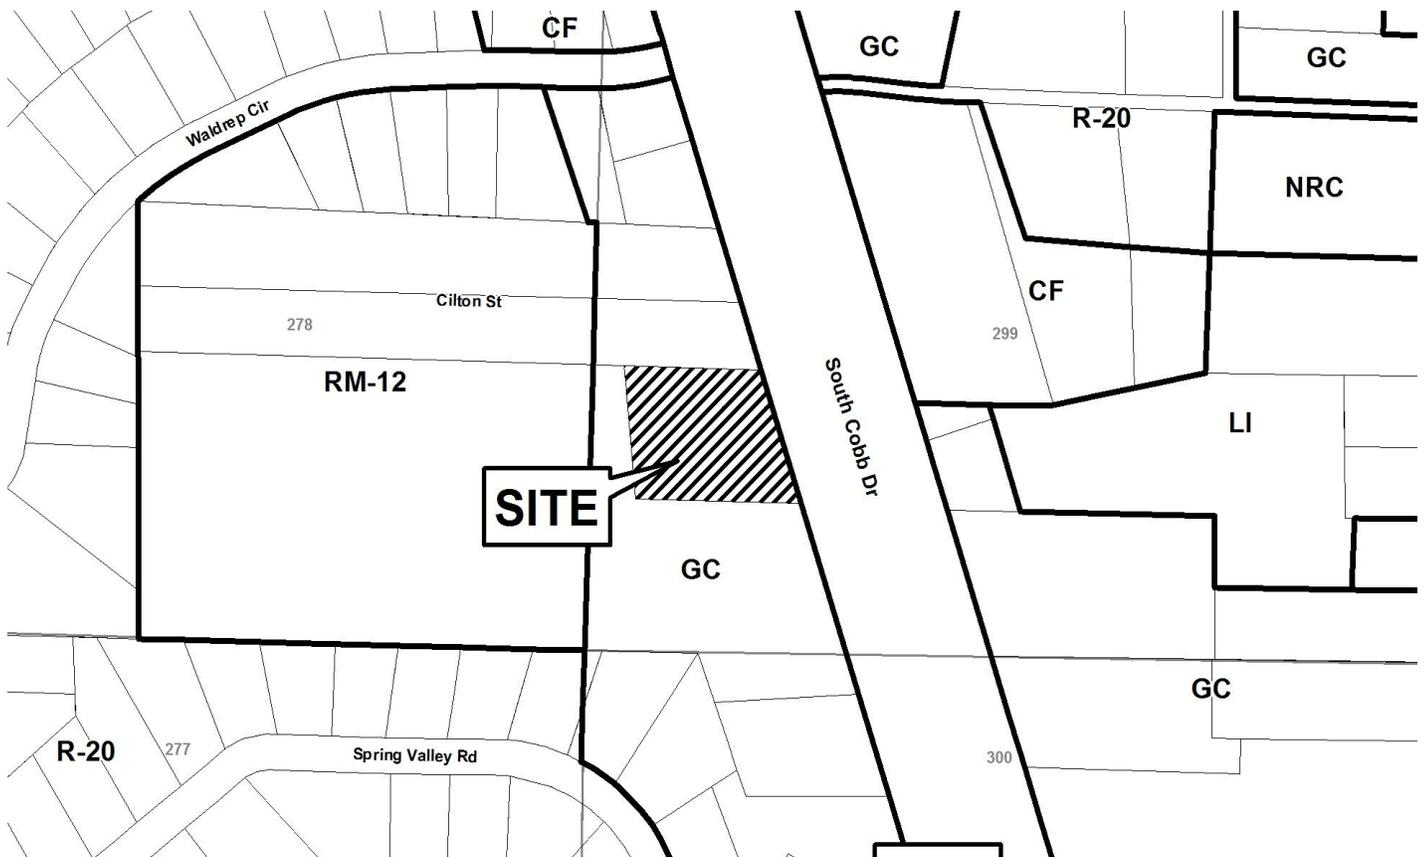 CF
GC
GC
Waldrep Cir
R-20
NRC
Cilton St
CF
278
299
RM-12
South Cobb Dr
LI
SITE
GC
GC
R-20
277
Spring Valley Rd
300